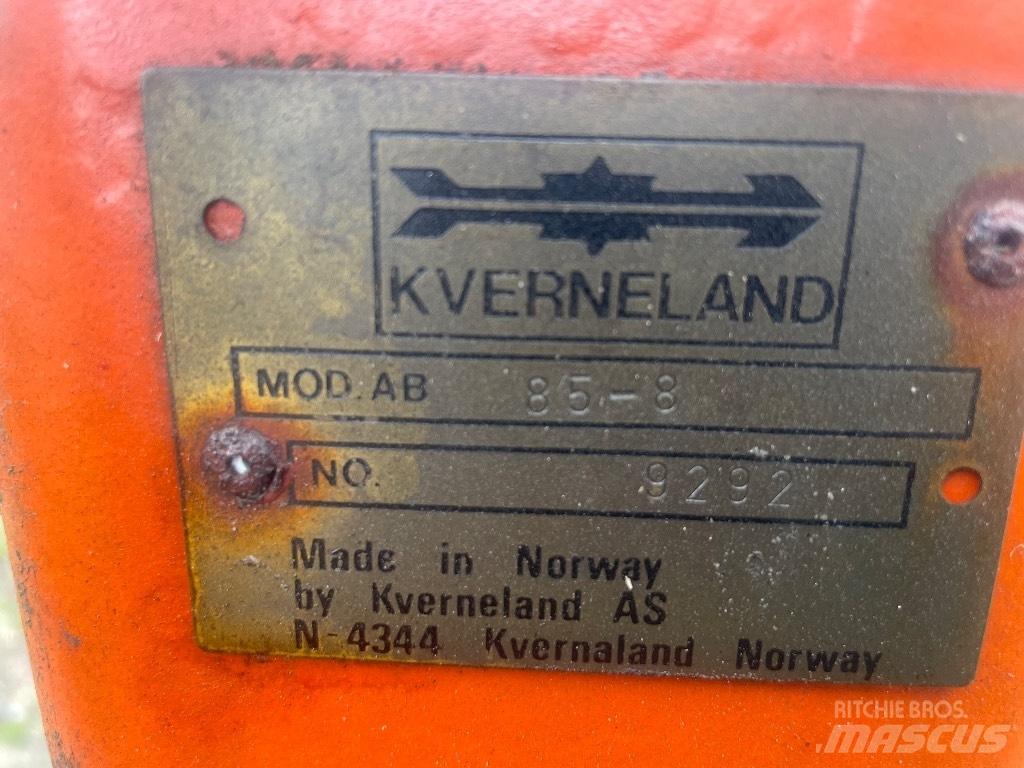 KVERNELAND
MOD. AB 85-8
NO. 9292
Made in Norway
by Kverneland AS
N-4344 Kvernaland Norway
RITCHIE BROS.
MASCUS